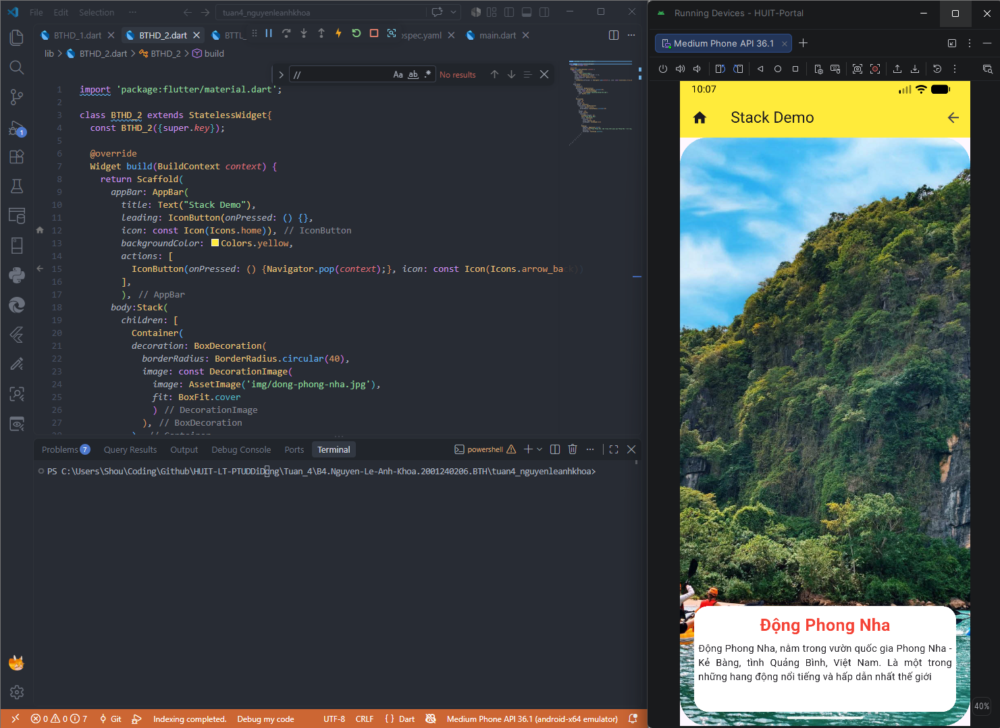 File Edit Selection ··· tuan4_nguyenleanhkhoa
BTHD_1.dart BTHD_2.dart BTTL_ ospec.yaml main.dart
lib > BTHD_2.dart > BTHD_2 > build
// Aa ab .* No results
1 import 'package:flutter/material.dart';
2
3 class BTHD_2 extends StatelessWidget{
4 const BTHD_2({super.key});
5
6 @override
7 Widget build(BuildContext context) {
8 return Scaffold(
9 appBar: AppBar(
10 title: Text("Stack Demo"),
11 leading: IconButton(onPressed: () {},
12 icon: const Icon(Icons.home)), // IconButton
13 backgroundColor: Colors.yellow,
14 actions: [
15 IconButton(onPressed: () {Navigator.pop(context);}, icon: const Icon(Icons.arrow_back))
16 ],
17 ), // AppBar
18 body:Stack(
19 children: [
20 Container(
21 decoration: BoxDecoration(
22 borderRadius: BorderRadius.circular(40),
23 image: const DecorationImage(
24 image: AssetImage('img/dong-phong-nha.jpg'),
25 fit: BoxFit.cover
26 ) // DecorationImage
27 ), // BoxDecoration
28 ), // Container
Problems 7 Query Results Output Debug Console Ports Terminal powershell
PS C:\Users\Shou\Coding\Github\HUIT-LT-PTUDDiDong\Tuan_4\B4.Nguyen-Le-Anh-Khoa.2001240206.BTH\tuan4_nguyenleanhkhoa>
1
0 0 7 Git Indexing completed. Debug my code UTF-8 CRLF { } Dart Medium Phone API 36.1 (android-x64 emulator)
Running Devices - HUIT-Portal
Medium Phone API 36.1
10:07
Stack Demo
Động Phong Nha
Động Phong Nha, nằm trong vườn quốc gia Phong Nha -
Kẻ Bàng, tỉnh Quảng Bình, Việt Nam. Là một trong
những hang động nổi tiếng và hấp dẫn nhất thế giới
40%